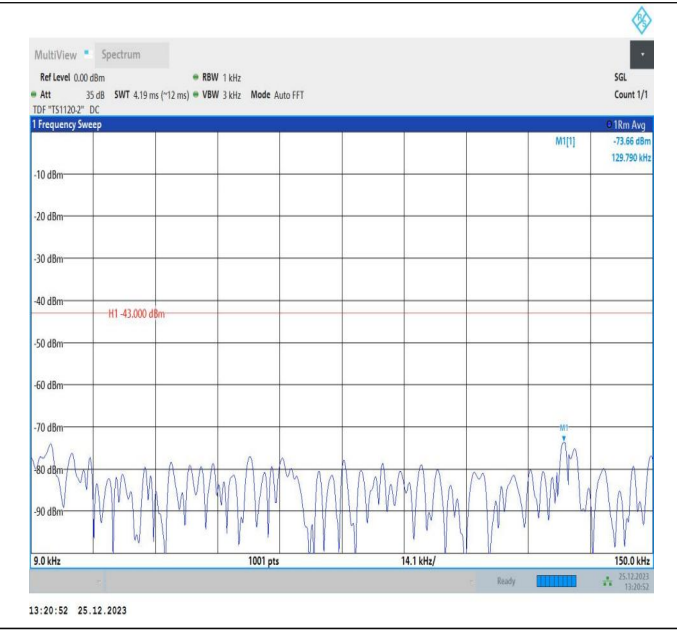 R S
MultiView Spectrum
Ref Level 0.00 dBm RBW 1 kHz SGL
Att 35 dB SWT 4.19 ms (~12 ms) VBW 3 kHz Mode Auto FFT Count 1/1
TDF "TS1120-2" DC
1 Frequency Sweep 1Rm Avg
M1[1] -73.66 dBm
129.790 kHz
-10 dBm
-20 dBm
-30 dBm
-40 dBm
H1 -43.000 dBm
-50 dBm
-60 dBm
-70 dBm
M1
-80 dBm
-90 dBm
9.0 kHz 1001 pts 14.1 kHz/ 150.0 kHz
Ready 25.12.2023
13:20:52
13:20:52 25.12.2023